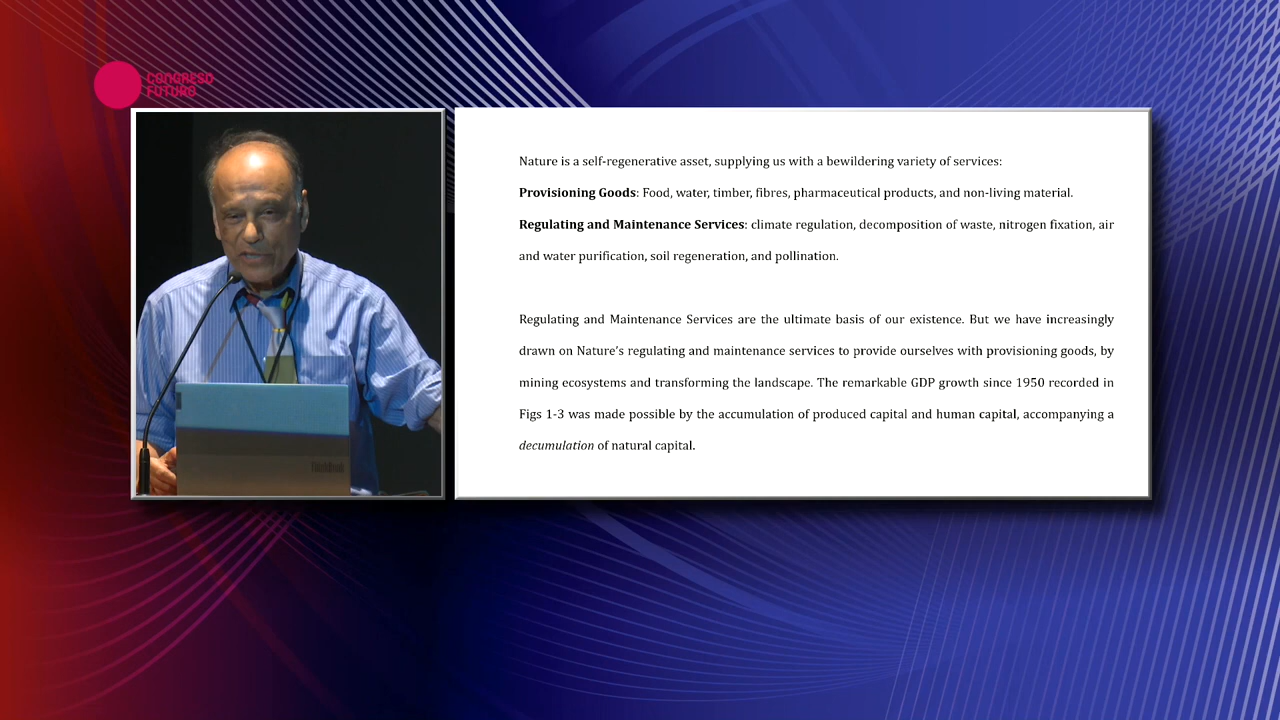 CONGRESO
FUTURO
Nature is a self-regenerative asset, supplying us with a bewildering variety of services:
Provisioning Goods: Food, water, timber, fibres, pharmaceutical products, and non-living material.
Regulating and Maintenance Services: climate regulation, decomposition of waste, nitrogen fixation, air
and water purification, soil regeneration, and pollination.
Regulating and Maintenance Services are the ultimate basis of our existence. But we have increasingly
drawn on Nature's regulating and maintenance services to provide ourselves with provisioning goods, by
mining ecosystems and transforming the landscape. The remarkable GDP growth since 1950 recorded in
Figs 1-3 was made possible by the accumulation of produced capital and human capital, accompanying a
decumulation of natural capital.